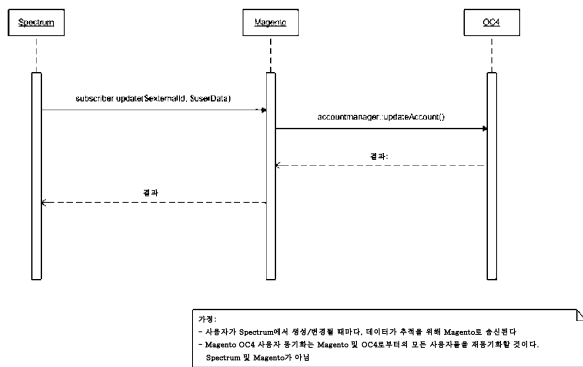 Spectrum
Magento
OC4
subscriber.update($externalId, $userData)
accountmanager::updateAccount()
결과:
결과
가정:
- 사용자가 Spectrum에서 생성/변경될 때마다, 데이터가 추적을 위해 Magento로 송신된다
- Magento OC4 사용자 동기화는 Magento 및 OC4로부터의 모든 사용자들을 재동기화할 것이다.
Spectrum 및 Magento가 아님